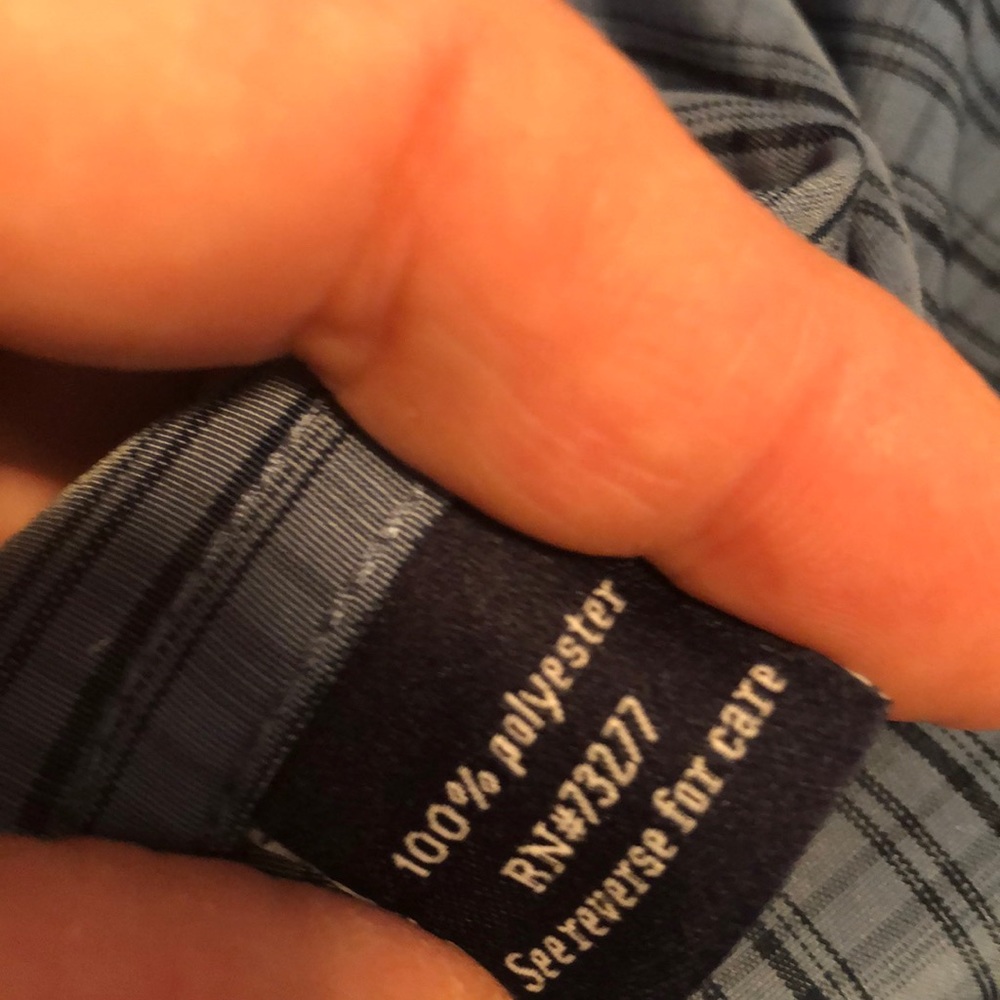 100% polyester
RN#73277
See reverse for care